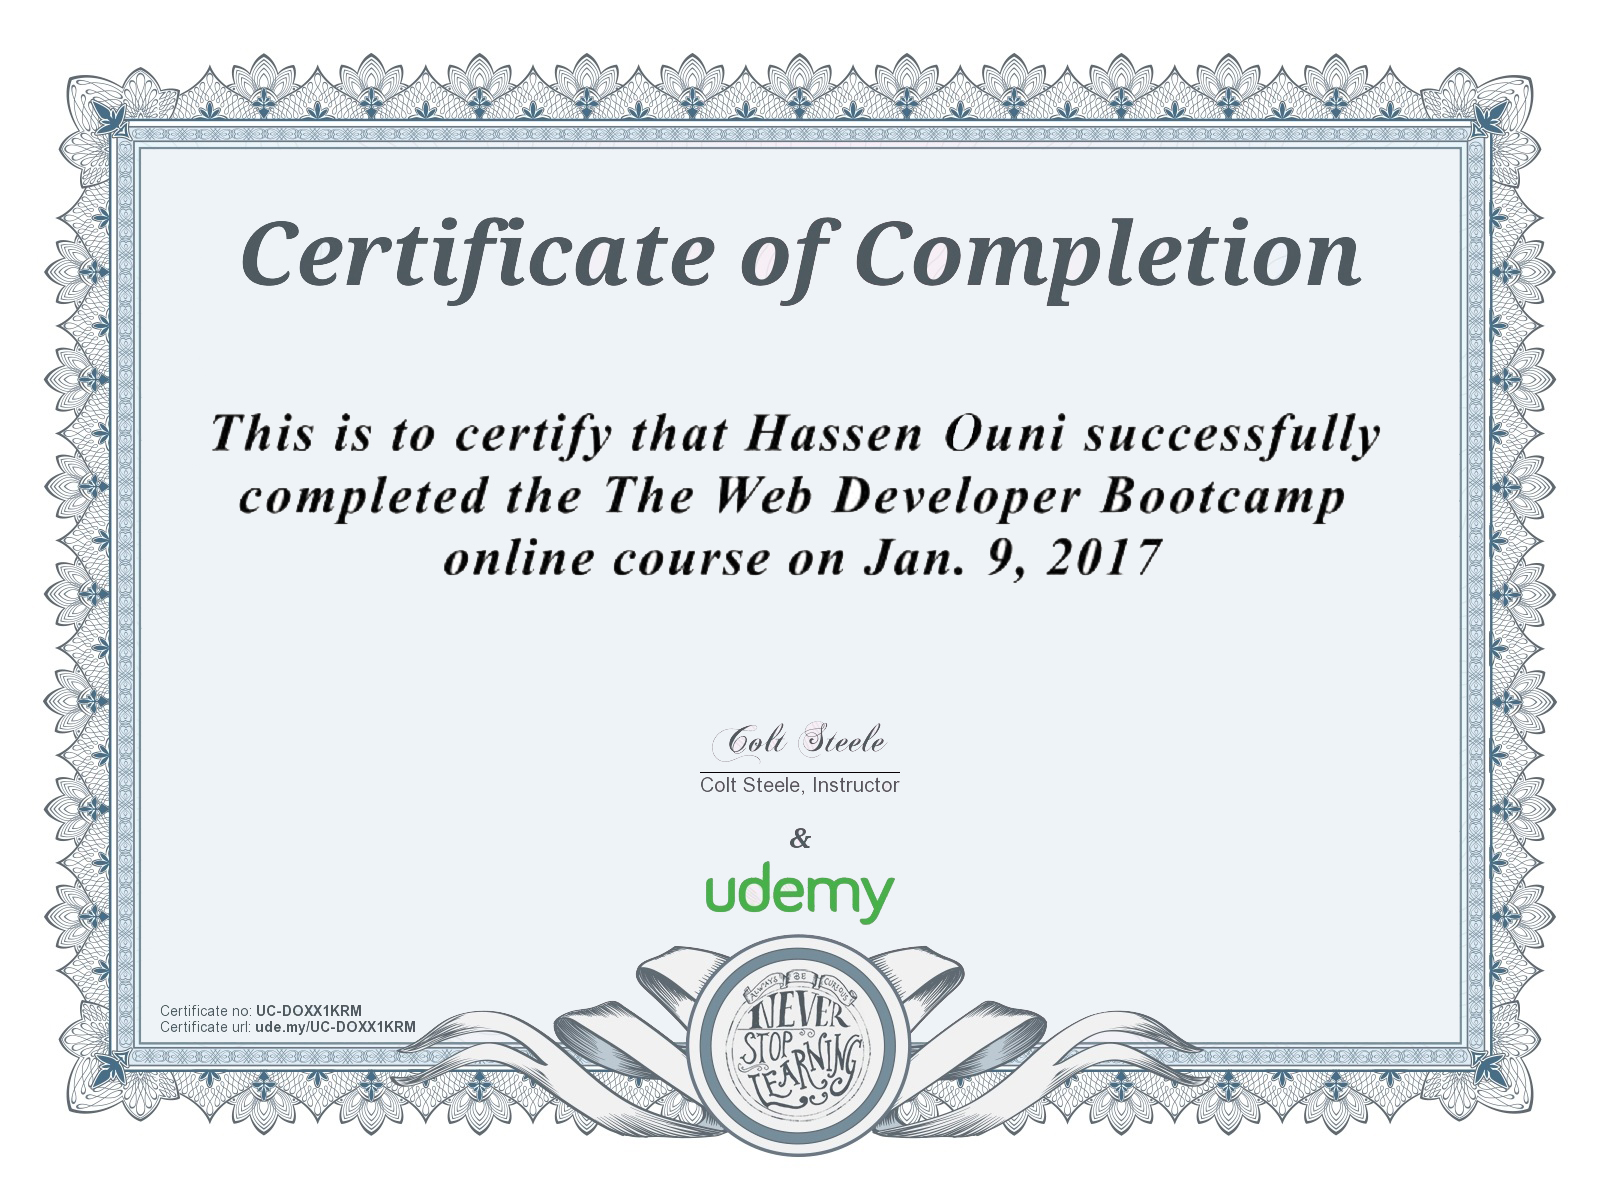 Certificate of Completion
This is to certify that Hassen Ouni successfully
completed the The Web Developer Bootcamp
online course on Jan. 9, 2017
Colt Steele
Colt Steele, Instructor
&
udemy
Certificate no: UC-DOXX1KRM
Certificate url: ude.my/UC-DOXX1KRM
ALWAYS BE CURIOUS
NEVER
STOP
LEARNING